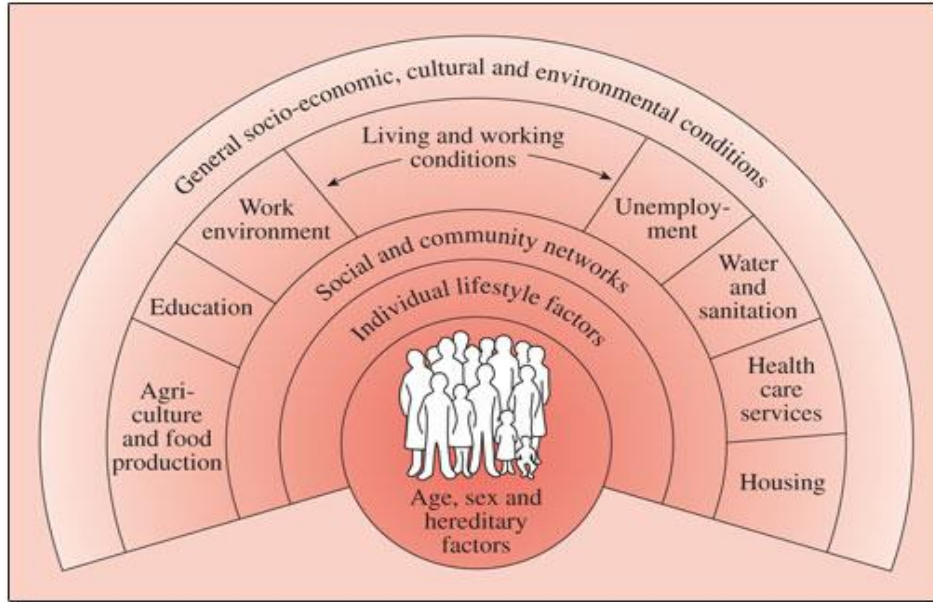 General socio-economic, cultural and environmental conditions
Living and working
conditions
Work
environment
Unemploy-
ment
Education
Water
and
sanitation
Agri-
culture
and food
production
Health
care
services
Housing
Social and community networks
Individual lifestyle factors
Age, sex and
hereditary
factors